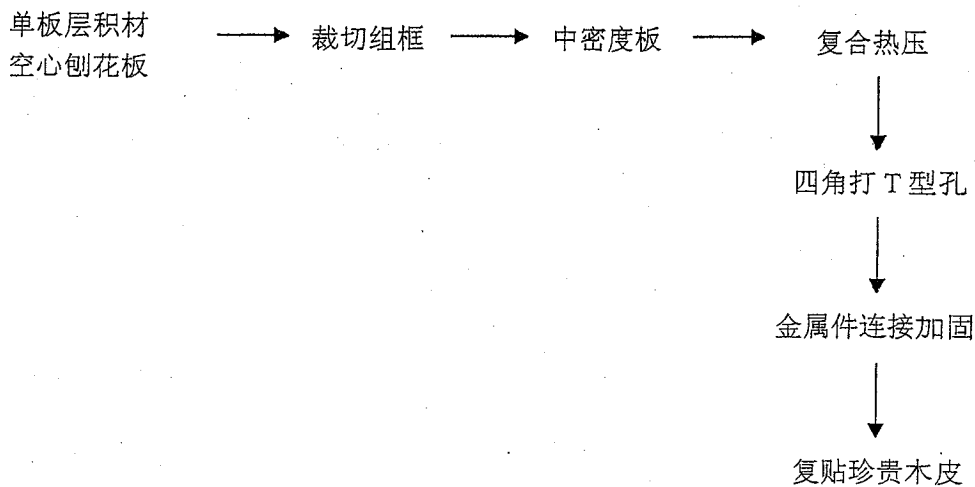 单板层积材
空心刨花板
裁切组框
中密度板
复合热压
四角打T型孔
金属件连接加固
复贴珍贵木皮